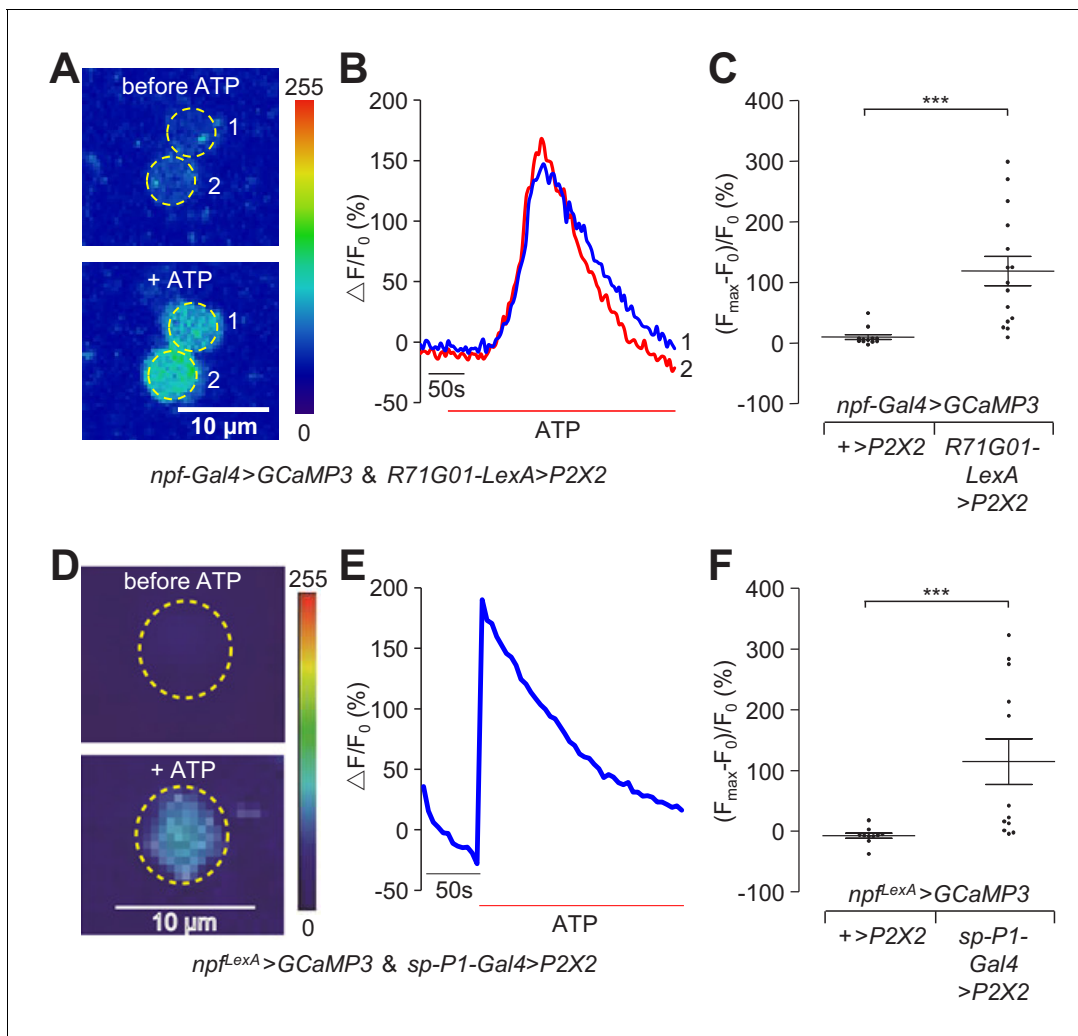 A
before ATP
1
2
255
+ ATP
1
2
10 µm
0
B
200
150
100
50
0
-50
△F/F0 (%)
50s
1
2
ATP
npf-Gal4>GCaMP3 & R71G01-LexA>P2X2
C
400
300
200
100
0
-100
(Fmax-F0)/F0 (%)
***
npf-Gal4>GCaMP3
+>P2X2
R71G01-
LexA
>P2X2
D
before ATP
255
+ ATP
10 µm
0
E
200
150
100
50
0
-50
△F/F0 (%)
50s
ATP
npfLexA>GCaMP3 & sp-P1-Gal4>P2X2
F
400
300
200
100
0
-100
(Fmax-F0)/F0 (%)
***
npfLexA>GCaMP3
+>P2X2
sp-P1-
Gal4
>P2X2